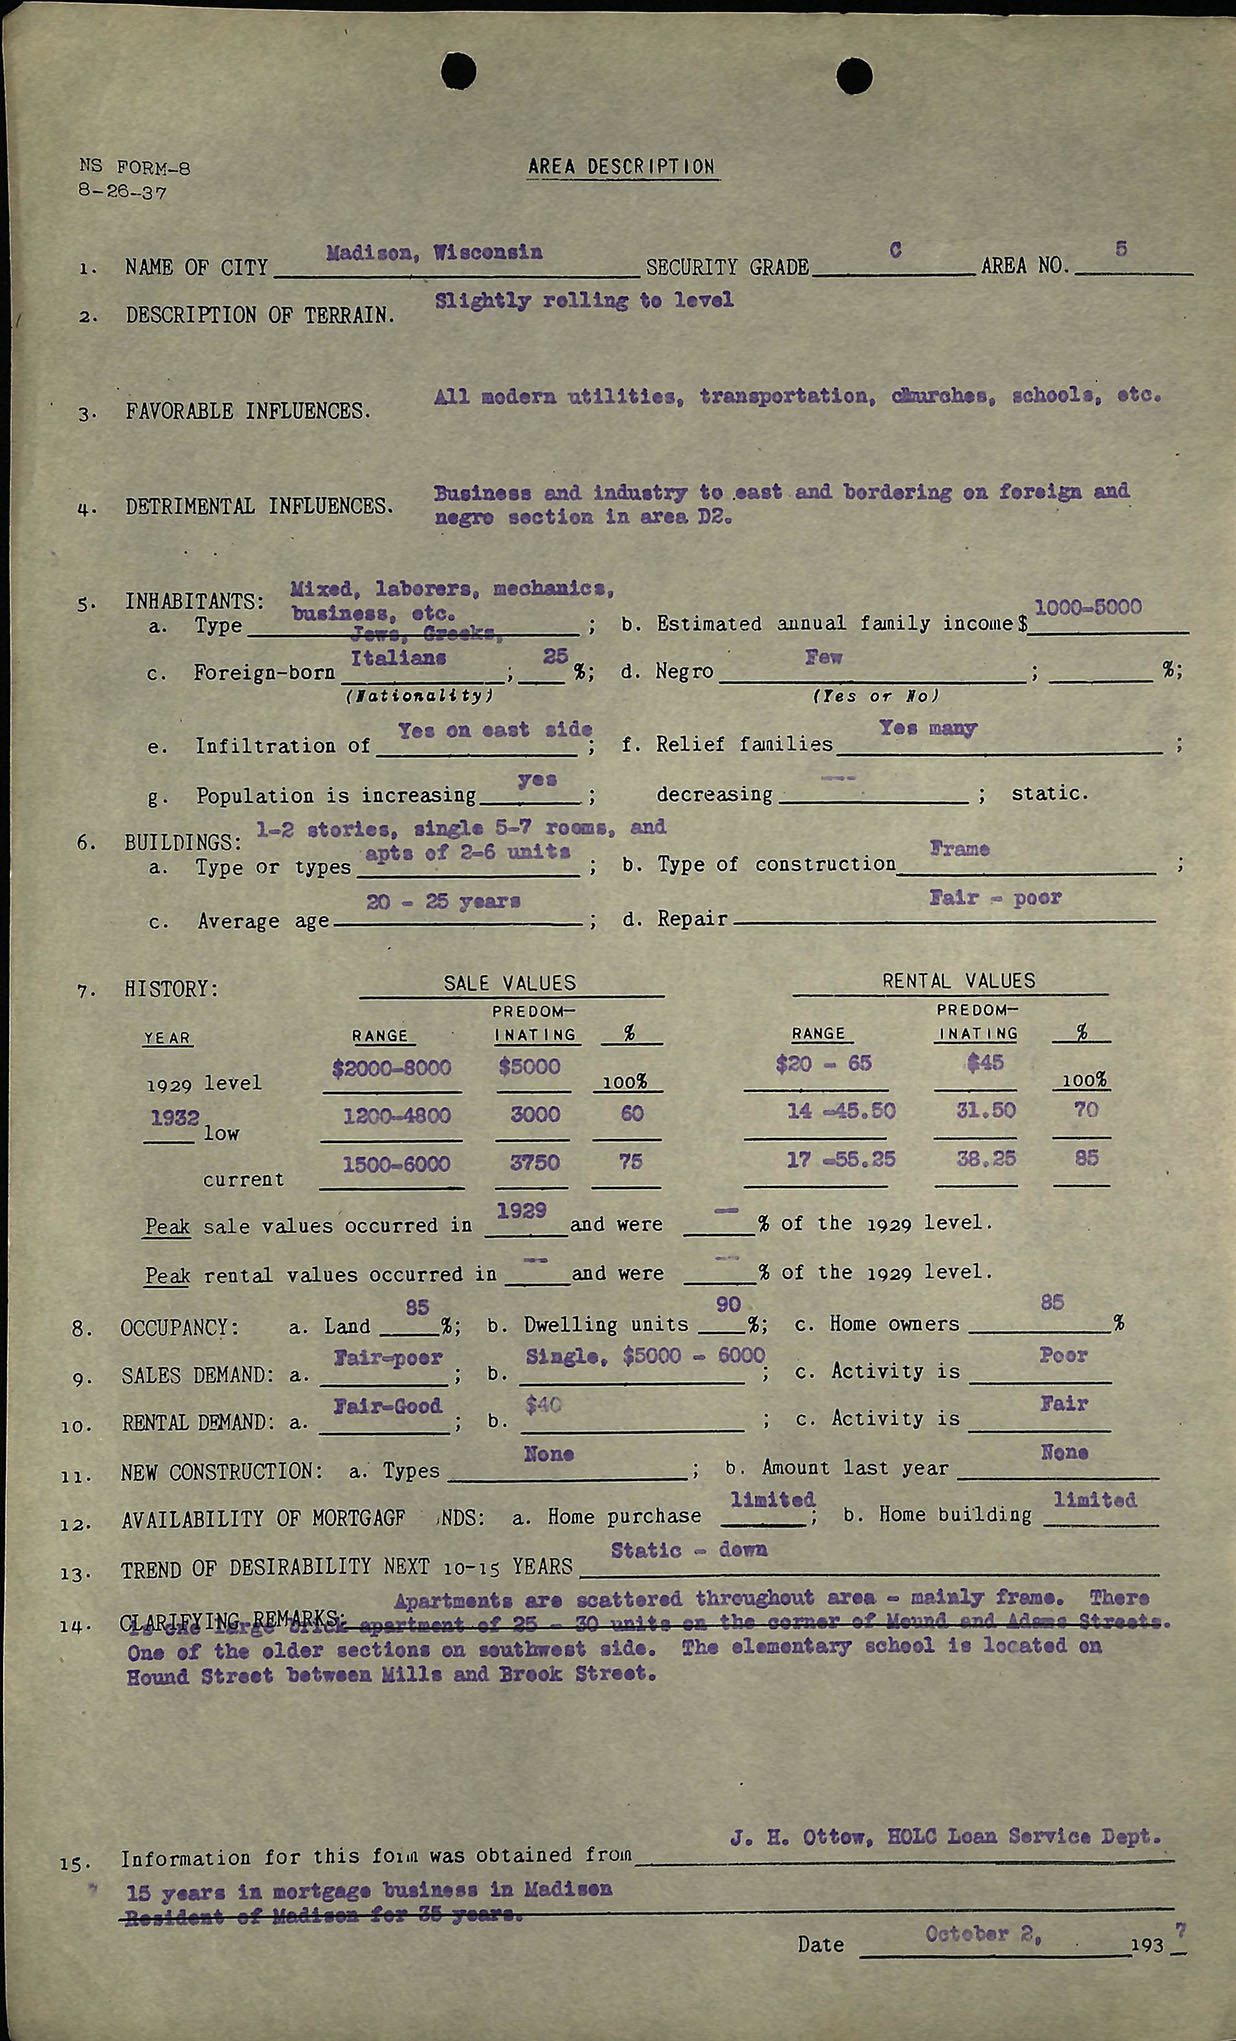 NS FORM-8
8-26-37
AREA DESCRIPTION
1. NAME OF CITY Madison, Wisconsin SECURITY GRADE C AREA NO. 5
2. DESCRIPTION OF TERRAIN. Slightly rolling to level
3. FAVORABLE INFLUENCES. All modern utilities, transportation, churches, schools, etc.
4. DETRIMENTAL INFLUENCES. Business and industry to east and bordering on foreign and
negro section in area D2.
5. INHABITANTS: Mixed, laborers, mechanics,
business, etc.
a. Type ; b. Estimated annual family income $ 1000-5000
Jews, Greeks,
c. Foreign-born Italians ; 25 %; d. Negro Few ; %;
(Nationality) (Yes or No)
e. Infiltration of Yes on east side ; f. Relief families Yes many ;
g. Population is increasing yes ; decreasing --- ; static.
6. BUILDINGS: 1-2 stories, single 5-7 rooms, and
a. Type or types apts of 2-6 units ; b. Type of construction Frame ;
c. Average age 20 - 25 years ; d. Repair Fair - poor
7. HISTORY: SALE VALUES RENTAL VALUES
PREDOM- PREDOM-
YEAR RANGE INATING % RANGE INATING %
1929 level $2000-8000 $5000 100% $20 - 65 $45 100%
1932 low 1200-4800 3000 60 14 -45.50 31.50 70
current 1500-6000 3750 75 17 -55.25 38.25 85
Peak sale values occurred in 1929 and were -- % of the 1929 level.
Peak rental values occurred in -- and were -- % of the 1929 level.
8. OCCUPANCY: a. Land 85 %; b. Dwelling units 90 %; c. Home owners 85 %
9. SALES DEMAND: a. Fair-poor ; b. Single, $5000 - 6000 ; c. Activity is Poor
10. RENTAL DEMAND: a. Fair-Good ; b. $40 ; c. Activity is Fair
11. NEW CONSTRUCTION: a. Types None ; b. Amount last year None
12. AVAILABILITY OF MORTGAGE NDS: a. Home purchase limited ; b. Home building limited
13. TREND OF DESIRABILITY NEXT 10-15 YEARS Static - down
Apartments are scattered throughout area - mainly frame. There
14. CLARIFYING REMARKS:
is one large brick apartment of 25 - 30 units on the corner of Mound and Adams Streets.
One of the older sections on southwest side. The elementary school is located on
Hound Street between Mills and Brook Street.
15. Information for this form was obtained from J. H. Ottow, HOLC Loan Service Dept.
15 years in mortgage business in Madison
Resident of Madison for 35 years.
Date October 2, 1937